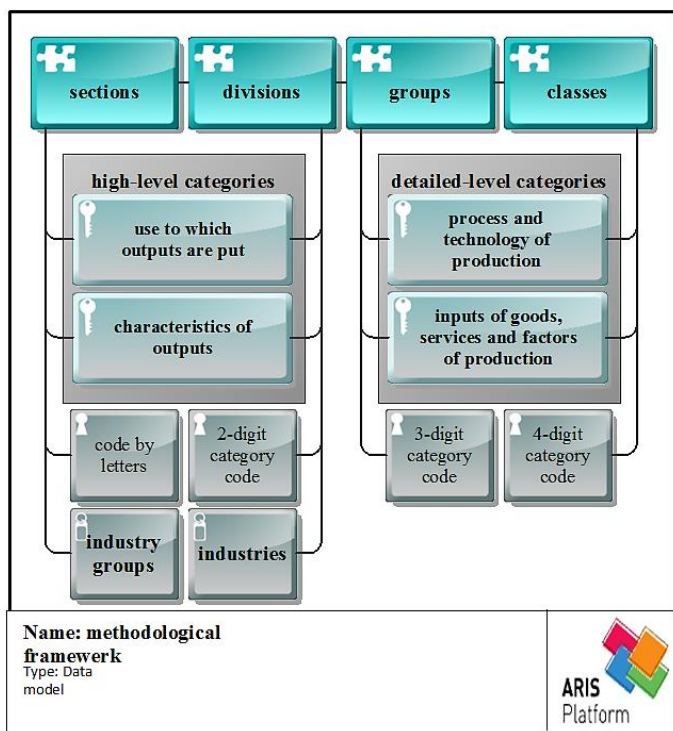 sections
divisions
groups
classes
high-level categories
use to which
outputs are put
characteristics of
outputs
code by
letters
2-digit
category
code
industry
groups
industries
detailed-level categories
process and
technology of
production
inputs of goods,
services and factors
of production
3-digit
category
code
4-digit
category
code
Name: methodological
framewerk
Type: Data
model
ARIS
Platform